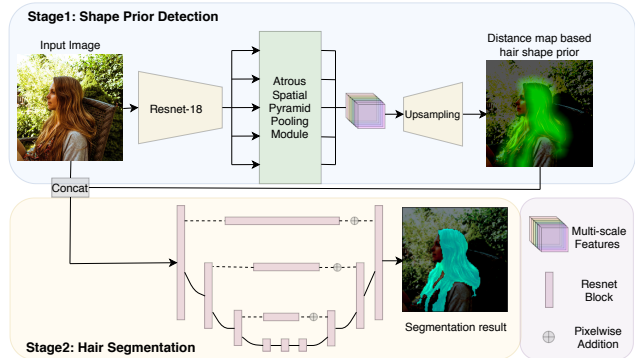 Stage1: Shape Prior Detection
Input Image
Resnet-18
Atrous
Spatial
Pyramid
Pooling
Module
Upsampling
Distance map based
hair shape prior
Concat
Segmentation result
Stage2: Hair Segmentation
Multi-scale
Features
Resnet
Block
Pixelwise
Addition